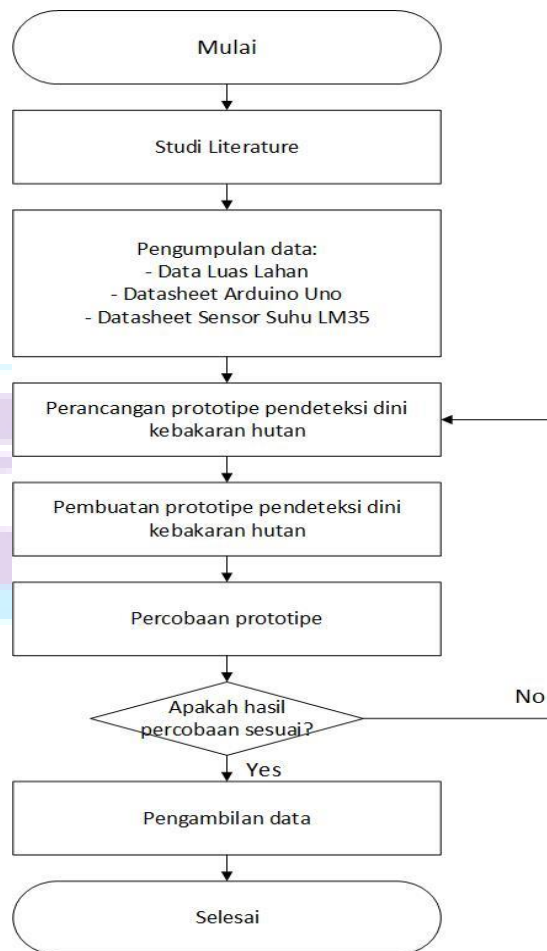 Mulai
Studi Literature
Pengumpulan data:
- Data Luas Lahan
- Datasheet Arduino Uno
- Datasheet Sensor Suhu LM35
Perancangan prototipe pendeteksi dini
kebakaran hutan
Pembuatan prototipe pendeteksi dini
kebakaran hutan
Percobaan prototipe
Apakah hasil
percobaan sesuai?
No
Yes
Pengambilan data
Selesai